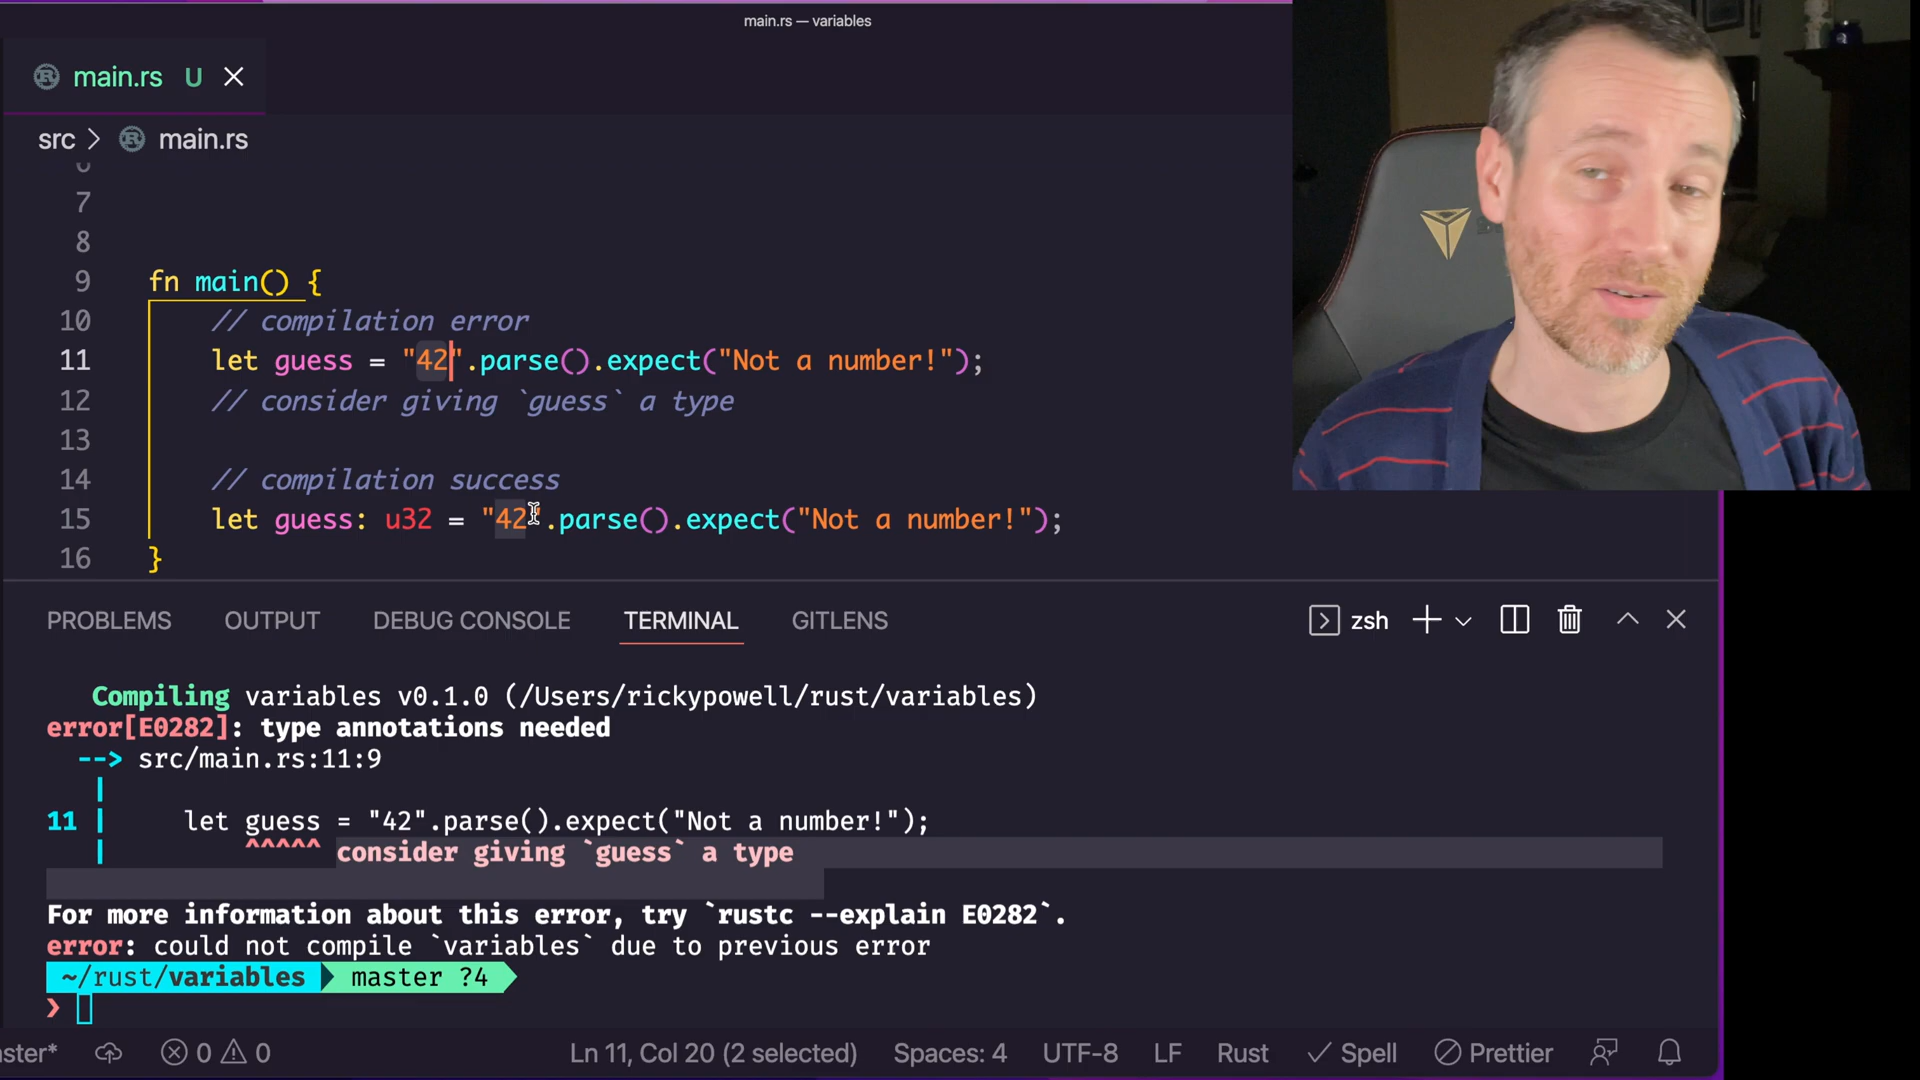 main.rs — variables
main.rs U
src > main.rs
6
7
8
9 fn main() {
10 // compilation error
11 let guess = "42".parse().expect("Not a number!");
12 // consider giving `guess` a type
13
14 // compilation success
15 let guess: u32 = "42".parse().expect("Not a number!");
16 }
PROBLEMS OUTPUT DEBUG CONSOLE TERMINAL GITLENS zsh
Compiling variables v0.1.0 (/Users/rickypowell/rust/variables)
error[E0282]: type annotations needed
--> src/main.rs:11:9
|
11 | let guess = "42".parse().expect("Not a number!");
| ^^^^^ consider giving `guess` a type
For more information about this error, try `rustc --explain E0282`.
error: could not compile `variables` due to previous error
~/rust/variables master ?4
❯
ster* 0 0 Ln 11, Col 20 (2 selected) Spaces: 4 UTF-8 LF Rust Spell Prettier